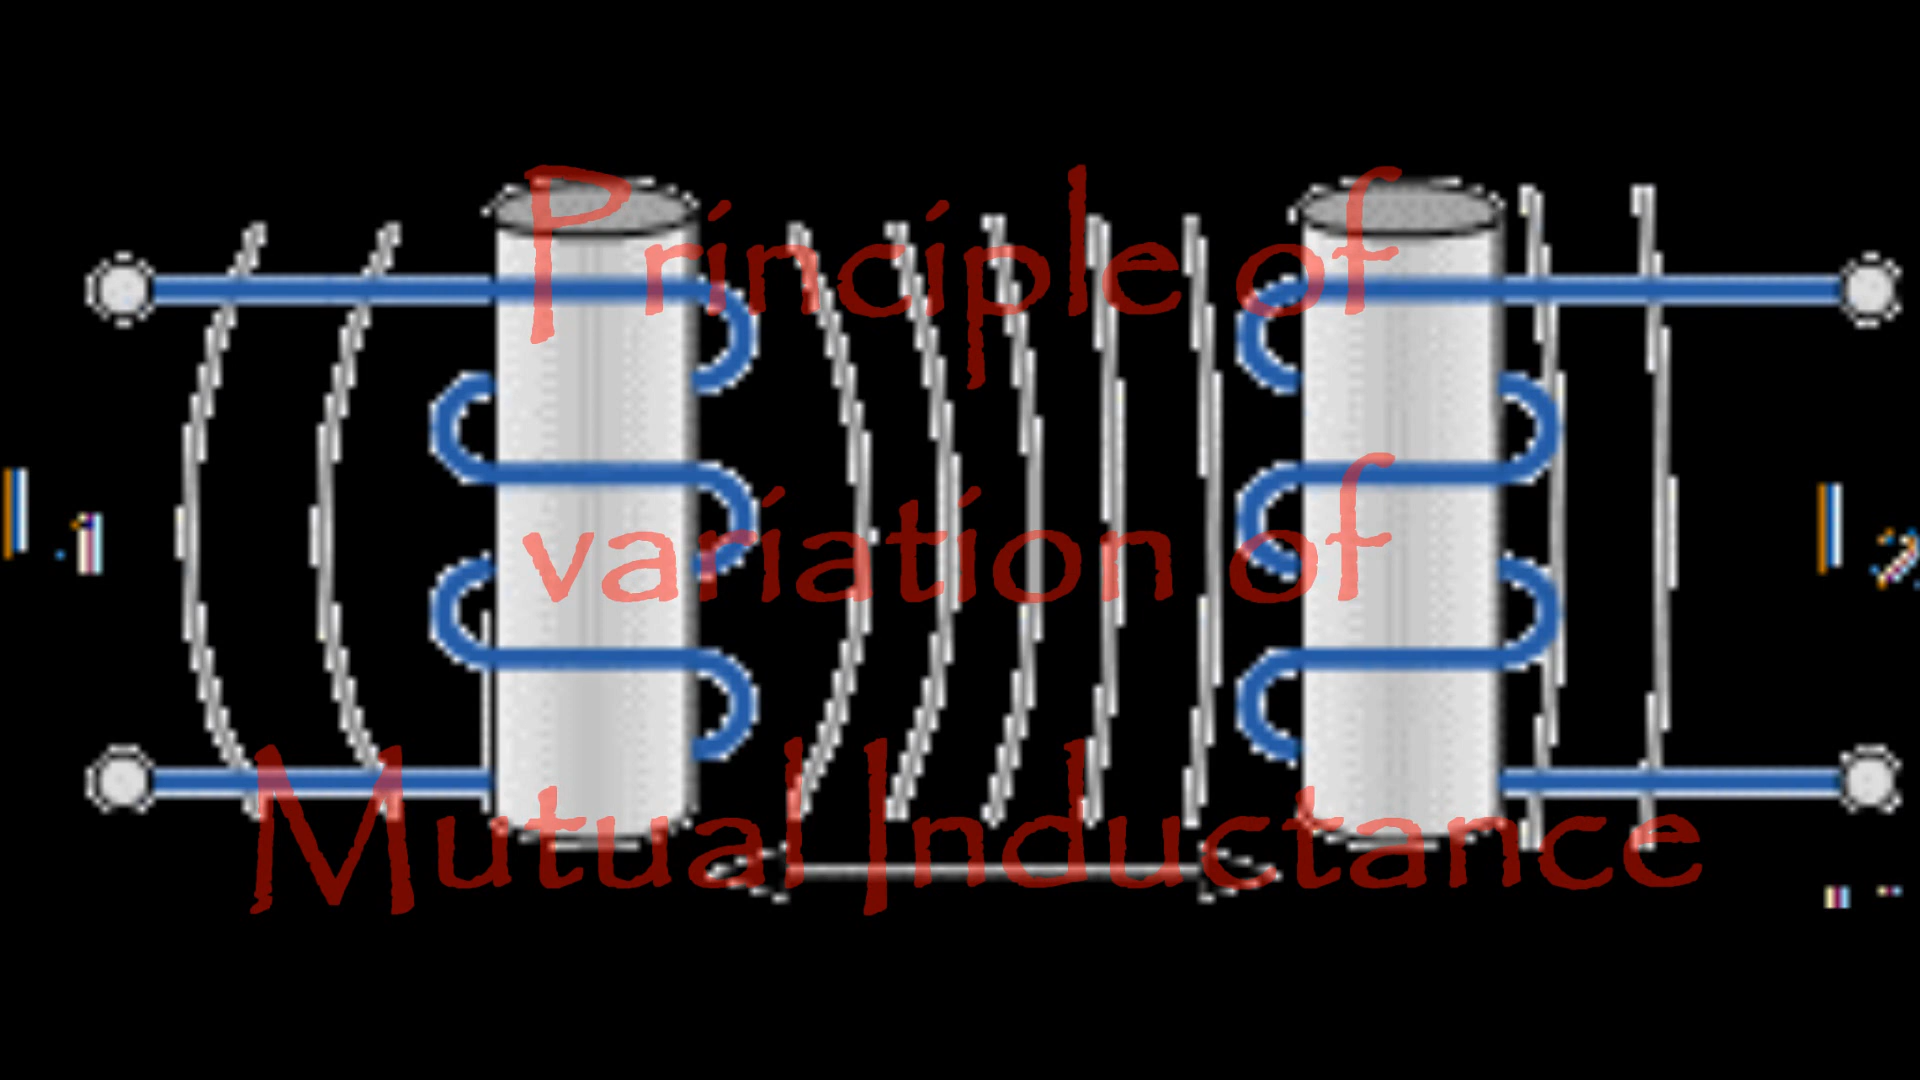 Principle of
variation of
Mutual Inductance